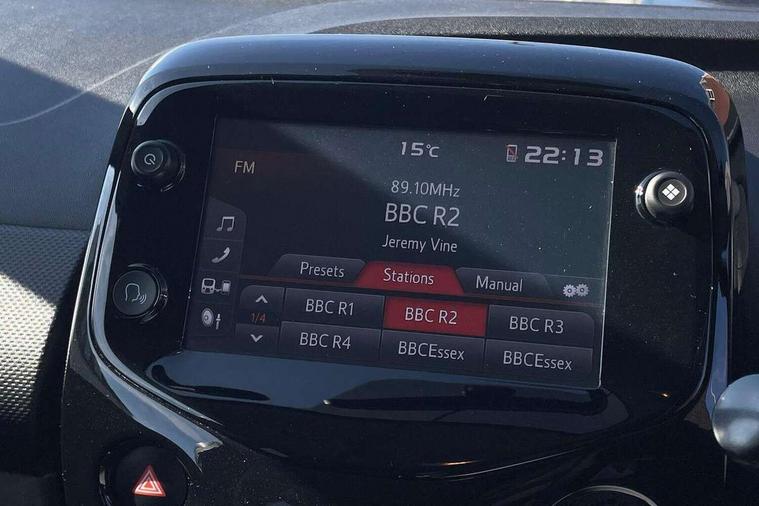 15°C
22:13
FM
89.10MHz
BBC R2
Jeremy Vine
Presets Stations Manual
BBC R1 BBC R2 BBC R3
1/4
BBC R4 BBCEssex BBCEssex